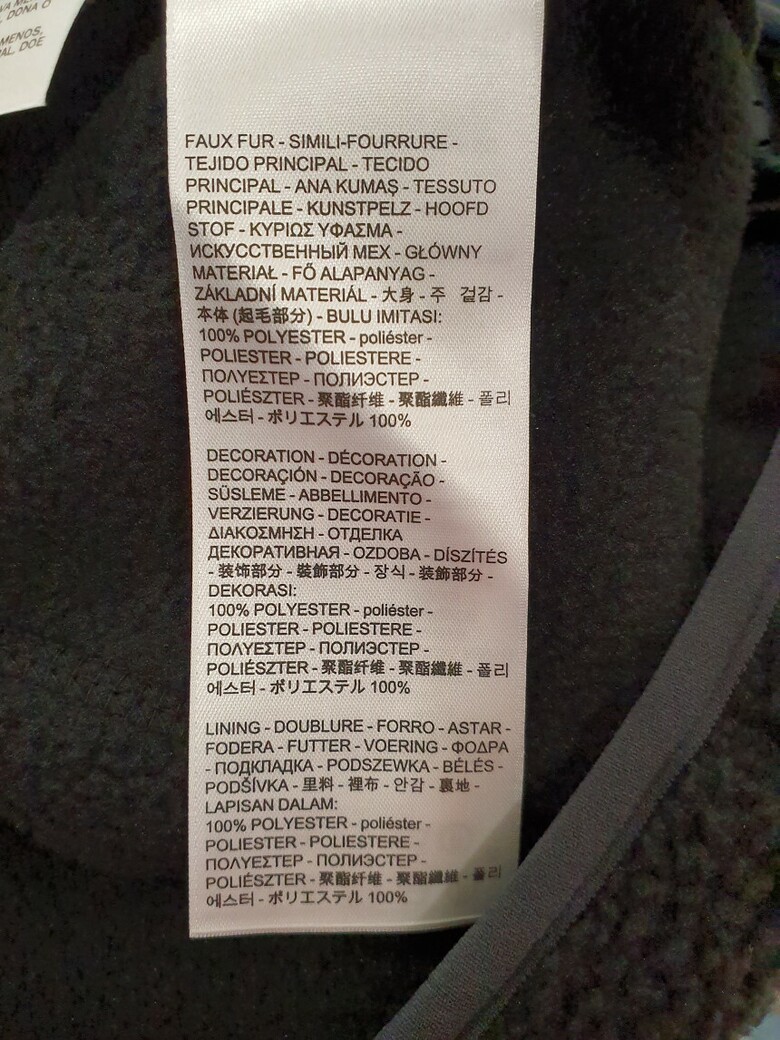 DONA O
MENOS,
AL. DOE
FAUX FUR - SIMILI-FOURRURE -
TEJIDO PRINCIPAL - TECIDO
PRINCIPAL - ANA KUMAŞ - TESSUTO
PRINCIPALE - KUNSTPELZ - HOOFD
STOF - ΚΥΡΙΩΣ ΥΦΑΣΜΑ -
ИСКУССТВЕННЫЙ МЕХ - GŁÓWNY
MATERIAŁ - FŐ ALAPANYAG -
ZÁKLADNÍ MATERIÁL - 大身 - 주 겉감 -
本体 (起毛部分) - BULU IMITASI:
100% POLYESTER - poliéster -
POLIESTER - POLIESTERE -
ΠΟΛΥΕΣΤΕΡ - ПОЛИЭСТЕР -
POLIÉSZTER - 聚酯纤维 - 聚酯纖維 - 폴리
에스터 - ポリエステル 100%
DECORATION - DÉCORATION -
DECORACIÓN - DECORAÇÃO -
SÜSLEME - ABBELLIMENTO -
VERZIERUNG - DECORATIE -
ΔΙΑΚΟΣΜΗΣΗ - ОТДЕЛКА
ДЕКОРАТИВНАЯ - OZDOBA - DÍSZÍTÉS
- 装饰部分 - 裝飾部分 - 장식 - 装飾部分 -
DEKORASI:
100% POLYESTER - poliéster -
POLIESTER - POLIESTERE -
ΠΟΛΥΕΣΤΕΡ - ПОЛИЭСТЕР -
POLIÉSZTER - 聚酯纤维 - 聚酯纖維 - 폴리
에스터 - ポリエステル 100%
LINING - DOUBLURE - FORRO - ASTAR -
FODERA - FUTTER - VOERING - ΦΟΔΡΑ
- ПОДКЛАДКА - PODSZEWKA - BÉLÉS -
PODŠÍVKA - 里料 - 裡布 - 안감 - 裏地 -
LAPISAN DALAM:
100% POLYESTER - poliéster -
POLIESTER - POLIESTERE -
ΠΟΛΥΕΣΤΕΡ - ПОЛИЭСТЕР -
POLIÉSZTER - 聚酯纤维 - 聚酯纖維 - 폴리
에스터 - ポリエステル 100%